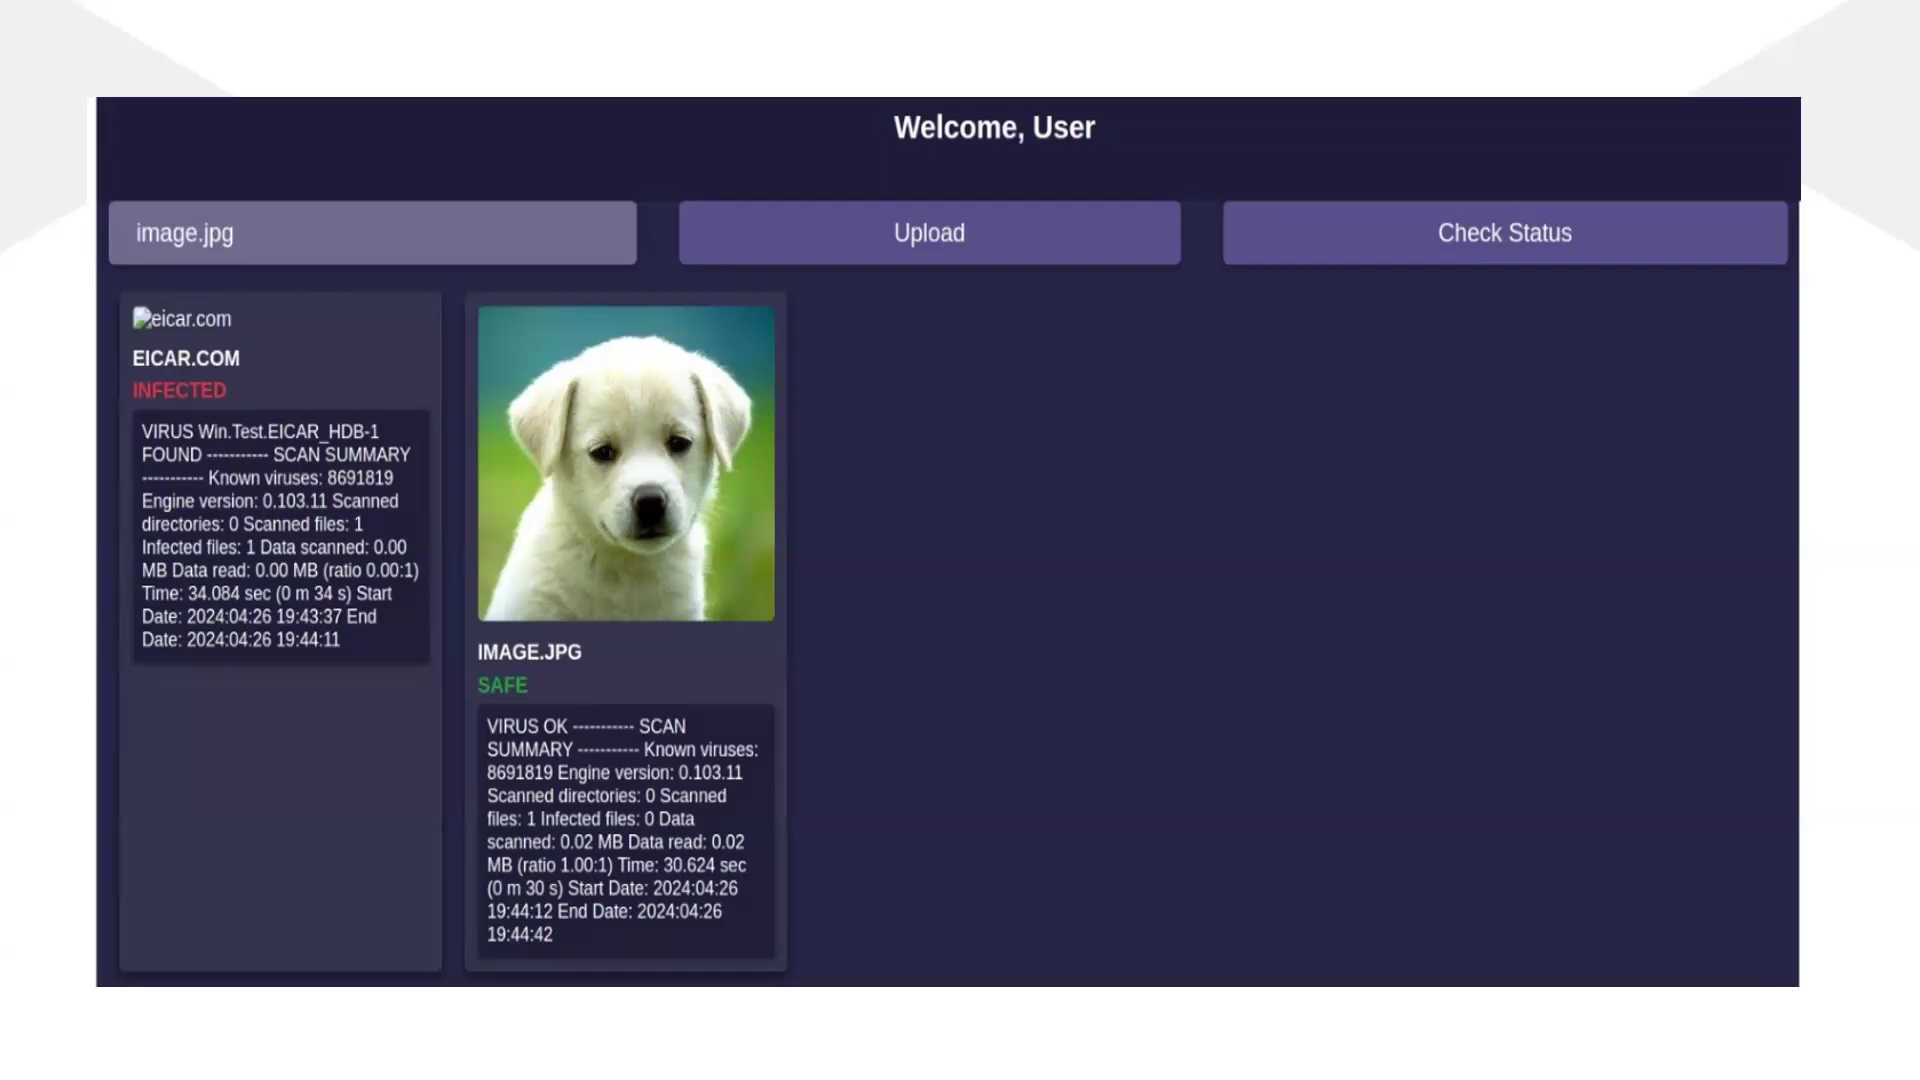 Welcome, User
image.jpg
Upload
Check Status
eicar.com
EICAR.COM
INFECTED
VIRUS Win.Test.EICAR_HDB-1
FOUND ----------- SCAN SUMMARY
----------- Known viruses: 8691819
Engine version: 0.103.11 Scanned
directories: 0 Scanned files: 1
Infected files: 1 Data scanned: 0.00
MB Data read: 0.00 MB (ratio 0.00:1)
Time: 34.084 sec (0 m 34 s) Start
Date: 2024:04:26 19:43:37 End
Date: 2024:04:26 19:44:11
IMAGE.JPG
SAFE
VIRUS OK ----------- SCAN
SUMMARY ----------- Known viruses:
8691819 Engine version: 0.103.11
Scanned directories: 0 Scanned
files: 1 Infected files: 0 Data
scanned: 0.02 MB Data read: 0.02
MB (ratio 1.00:1) Time: 30.624 sec
(0 m 30 s) Start Date: 2024:04:26
19:44:12 End Date: 2024:04:26
19:44:42